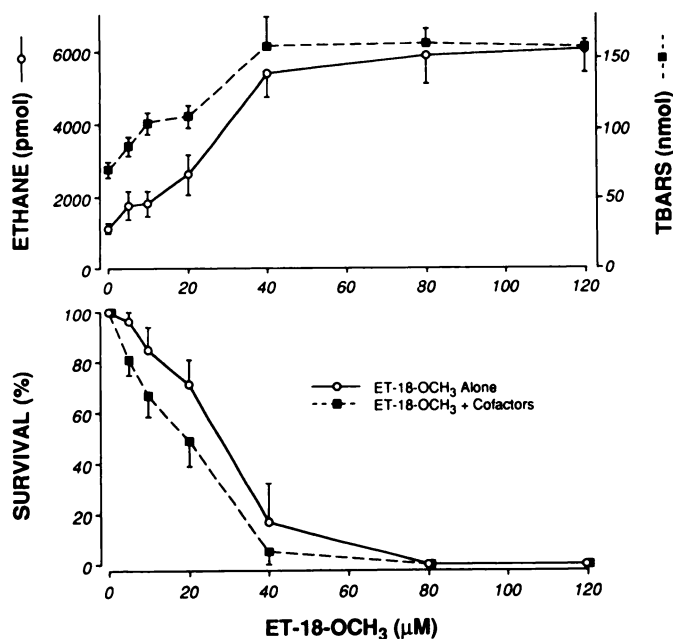 ETHANE (pmol)
6000
4000
2000
0
150
100
50
0
TBARS (nmol)
0 20 40 60 80 100 120
SURVIVAL (%)
100
80
60
40
20
0
ET-18-OCH₃ Alone
ET-18-OCH₃ + Cofactors
0 20 40 60 80 100 120
ET-18-OCH₃ (μM)